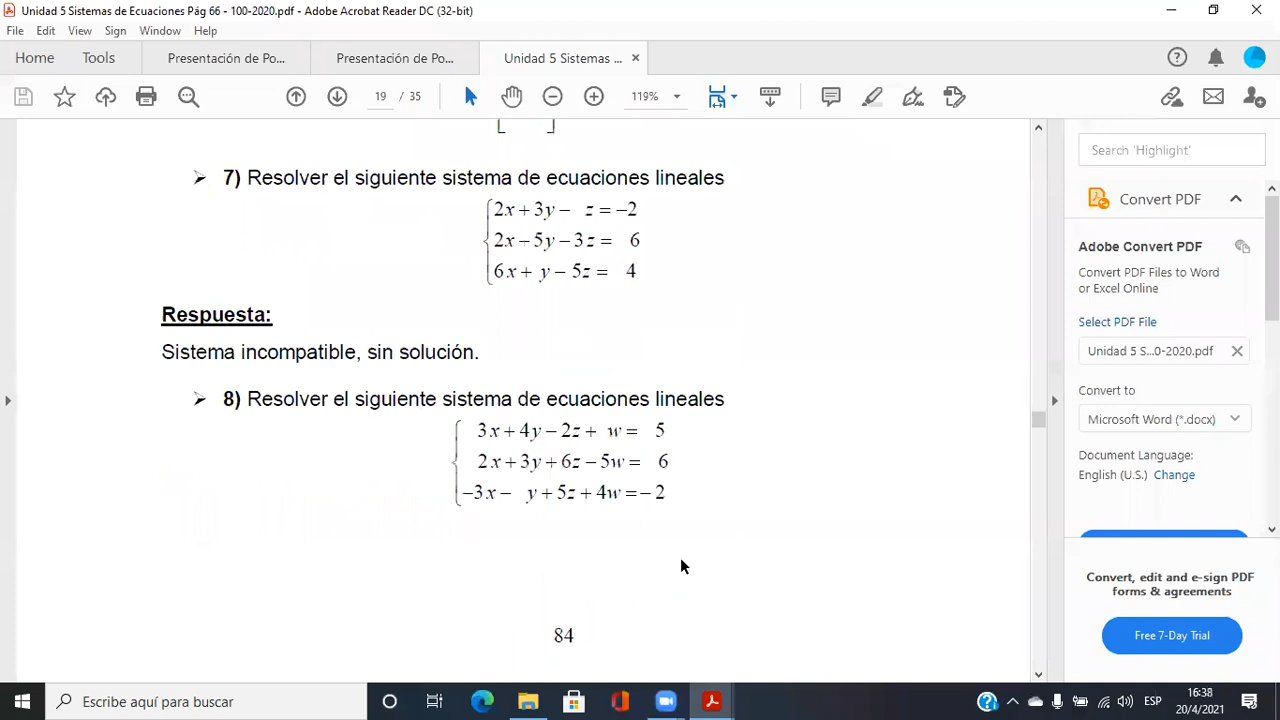 Unidad 5 Sistemas de Ecuaciones Pág 66 - 100-2020.pdf - Adobe Acrobat Reader DC (32-bit)
File Edit View Sign Window Help
Home Tools Presentación de Po... Presentación de Po... Unidad 5 Sistemas ... ×
19 / 35 119%
Search 'Highlight'
7) Resolver el siguiente sistema de ecuaciones lineales
2x + 3y − z = −2
2x − 5y − 3z = 6
6x + y − 5z = 4
Respuesta:
Sistema incompatible, sin solución.
8) Resolver el siguiente sistema de ecuaciones lineales
3x + 4y − 2z + w = 5
2x + 3y + 6z − 5w = 6
−3x − y + 5z + 4w = − 2
84
Convert PDF
Adobe Convert PDF
Convert PDF Files to Word
or Excel Online
Select PDF File
Unidad 5 S...0-2020.pdf
Convert to
Microsoft Word (*.docx)
Document Language:
English (U.S.) Change
Convert, edit and e-sign PDF
forms & agreements
Free 7-Day Trial
Escribe aquí para buscar
ESP
16:38
20/4/2021